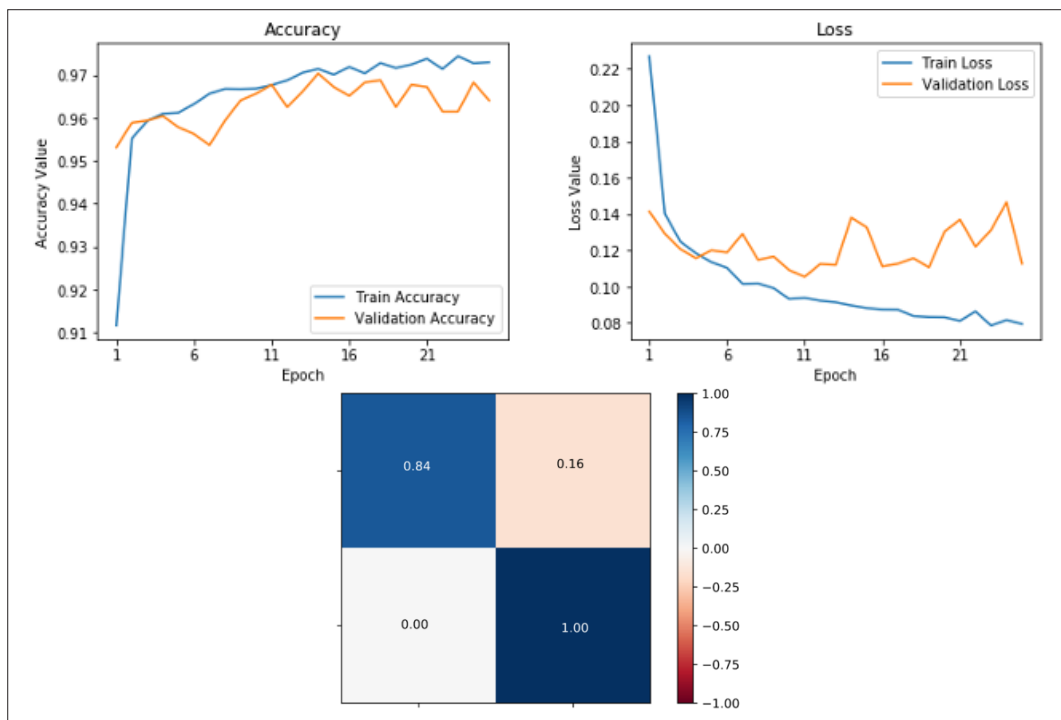 Accuracy
0.97
0.96
0.95
0.94
0.93
0.92
0.91
Accuracy Value
Train Accuracy
Validation Accuracy
1 6 11 16 21
Epoch
Loss
0.22
0.20
0.18
0.16
0.14
0.12
0.10
0.08
Loss Value
Train Loss
Validation Loss
1 6 11 16 21
Epoch
0.84 0.16
0.00 1.00
1.00
0.75
0.50
0.25
0.00
−0.25
−0.50
−0.75
−1.00